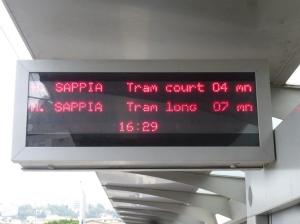 M. SAPPIA Tram court 04 mn
M. SAPPIA Tram long 07 mn
16:29